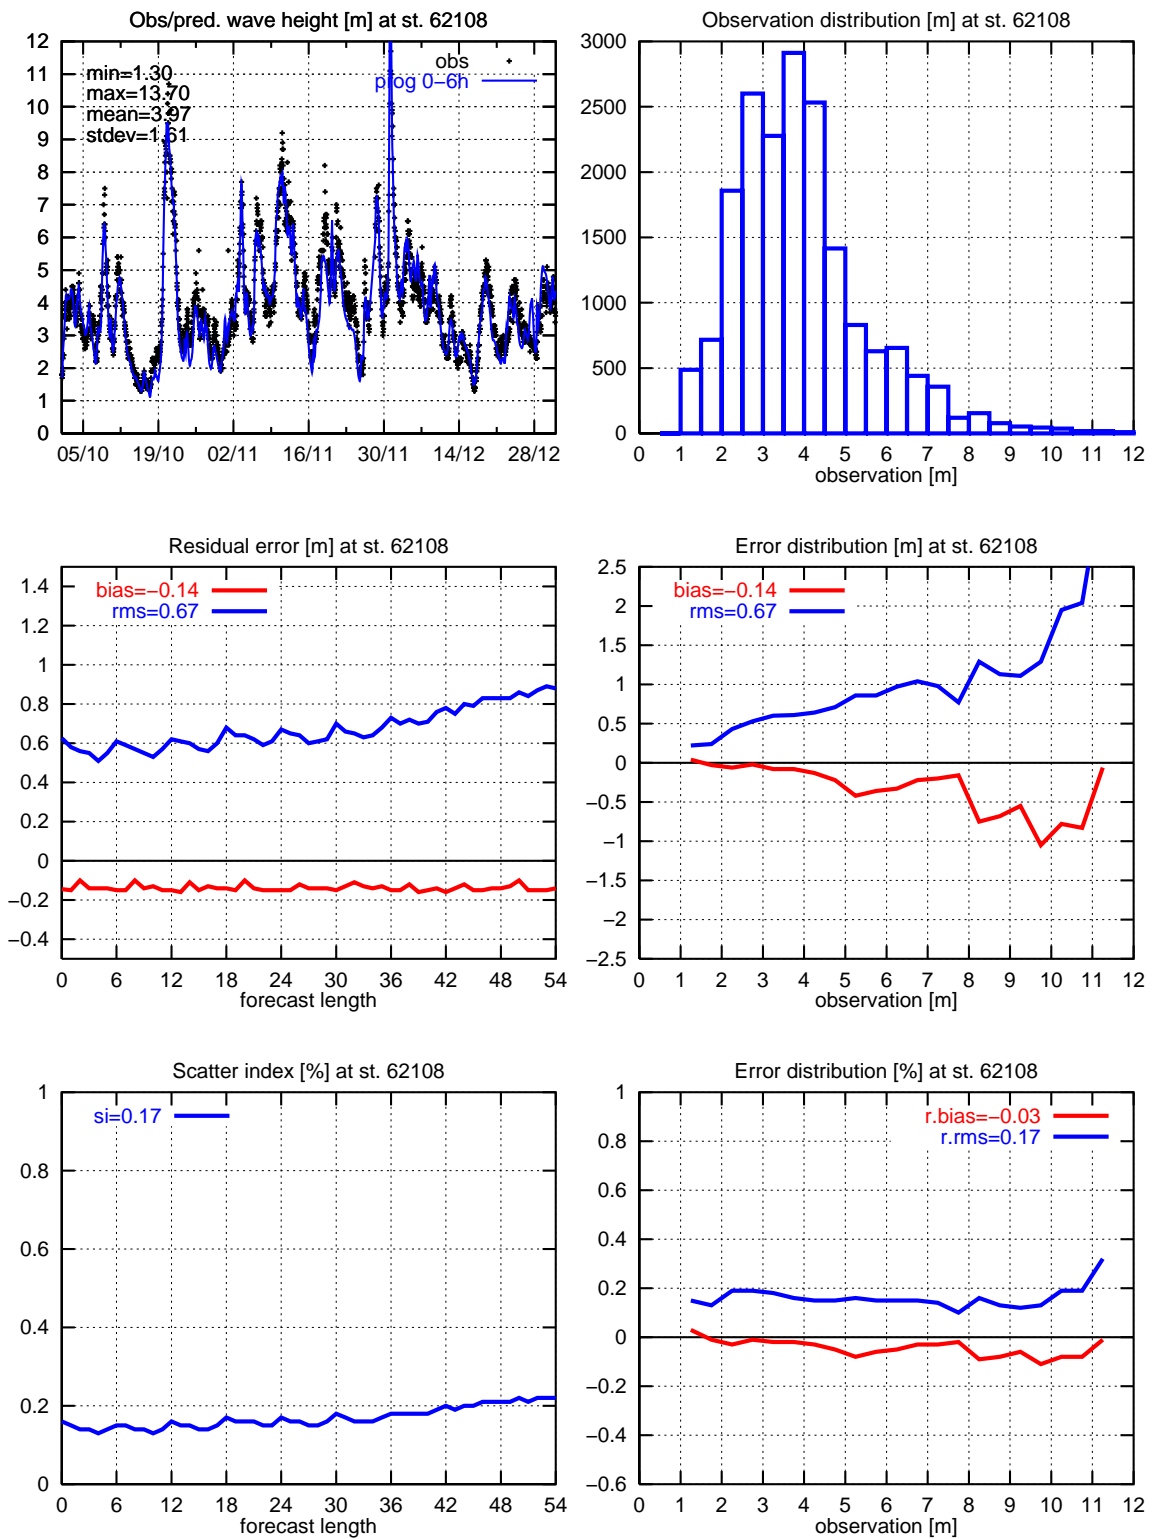 Obs/pred. wave height [m] at st. 62108
12
11
10
9
8
7
6
5
4
3
2
1
0
min=1.30
max=13.70
mean=3.97
stdev=1.61
obs
prog 0−6h
05/10 19/10 02/11 16/11 30/11 14/12 28/12
Observation distribution [m] at st. 62108
3000
2500
2000
1500
1000
500
0
0 1 2 3 4 5 6 7 8 9 10 11 12
observation [m]
Residual error [m] at st. 62108
1.4
1.2
1
0.8
0.6
0.4
0.2
0
−0.2
−0.4
bias=−0.14
rms=0.67
0 6 12 18 24 30 36 42 48 54
forecast length
Error distribution [m] at st. 62108
2.5
2
1.5
1
0.5
0
−0.5
−1
−1.5
−2
−2.5
bias=−0.14
rms=0.67
0 1 2 3 4 5 6 7 8 9 10 11 12
observation [m]
Scatter index [%] at st. 62108
1
0.8
0.6
0.4
0.2
0
si=0.17
0 6 12 18 24 30 36 42 48 54
forecast length
Error distribution [%] at st. 62108
1
0.8
0.6
0.4
0.2
0
−0.2
−0.4
−0.6
r.bias=−0.03
r.rms=0.17
0 1 2 3 4 5 6 7 8 9 10 11 12
observation [m]